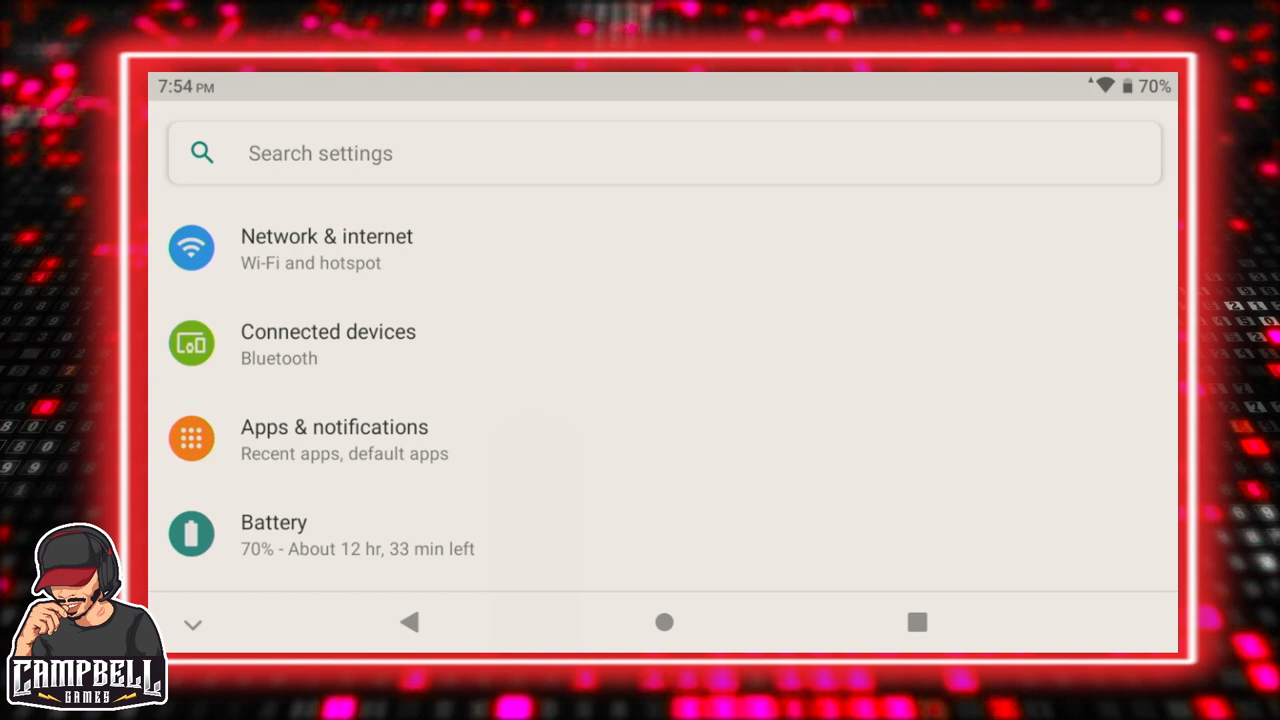 7:54 PM
70%
Search settings
Network & internet
Wi-Fi and hotspot
Connected devices
Bluetooth
Apps & notifications
Recent apps, default apps
Battery
70% - About 12 hr, 33 min left
CAMPBELL
GAMES